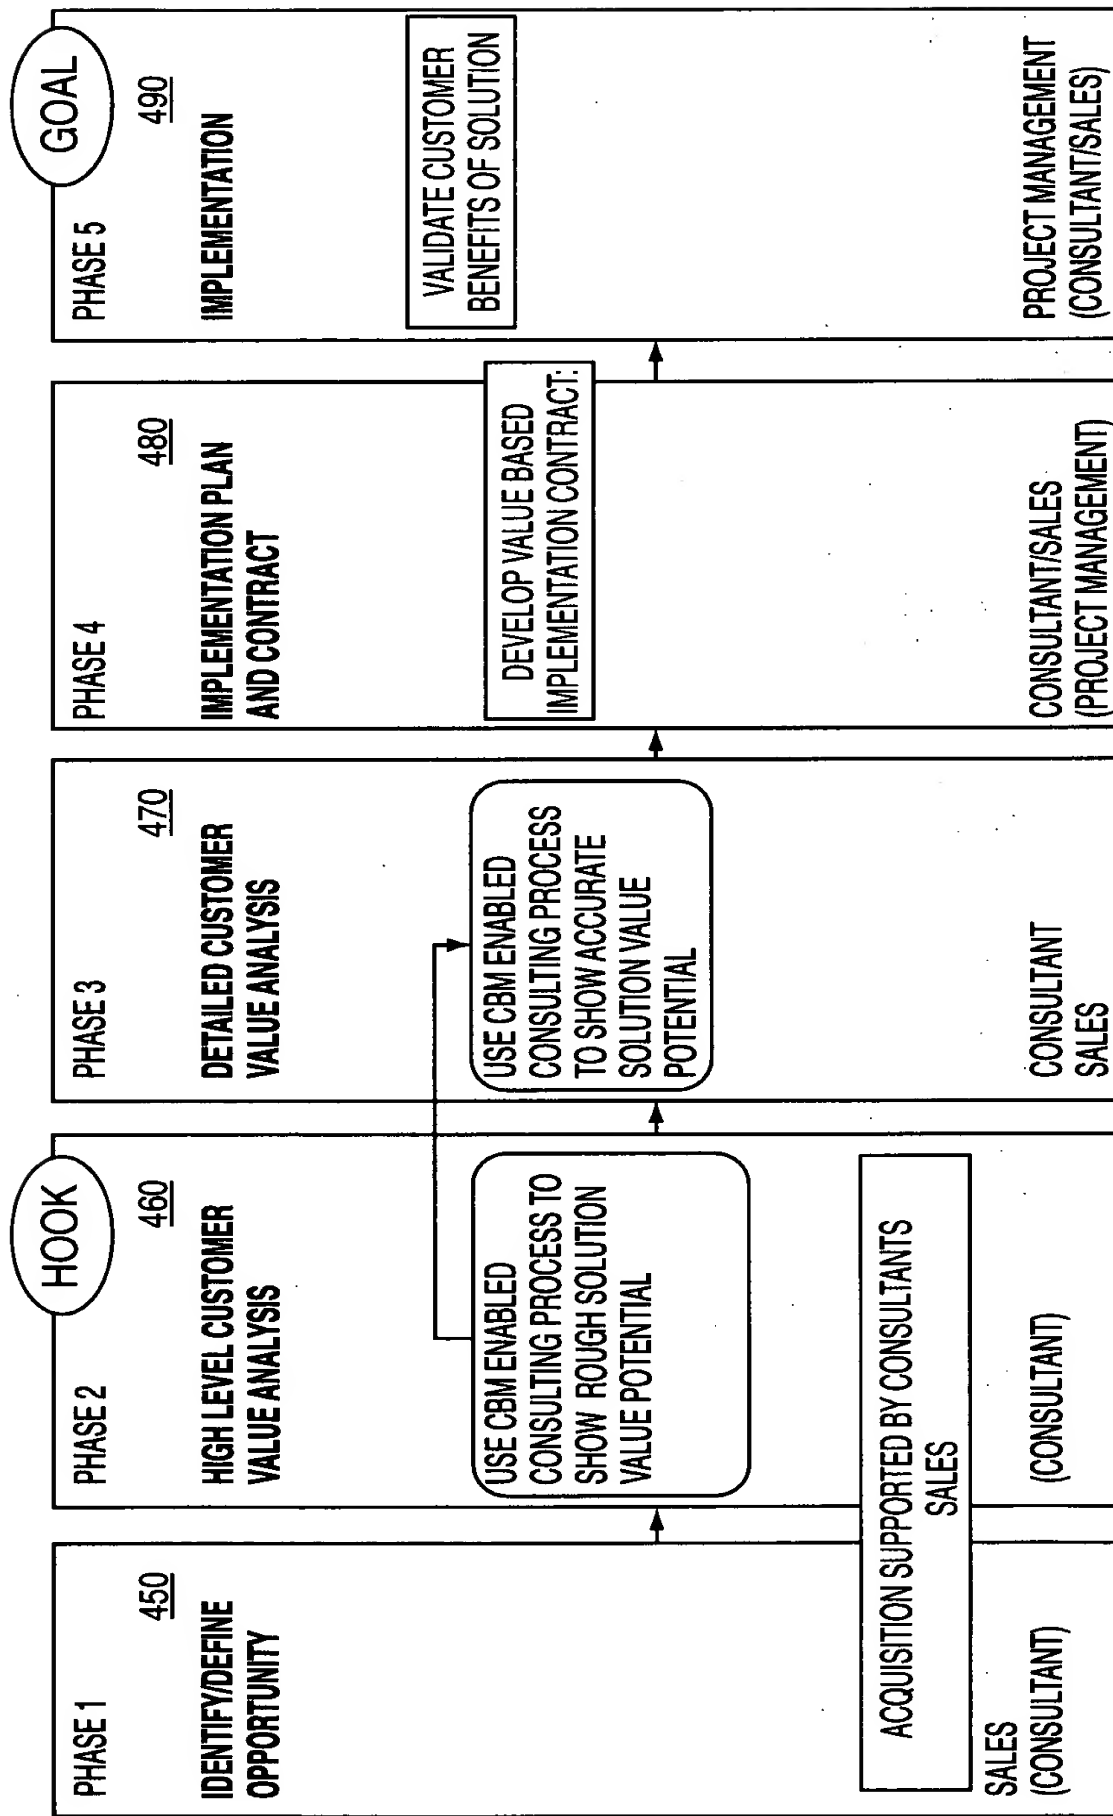 PHASE 1
450
IDENTIFY/DEFINE
OPPORTUNITY
SALES
(CONSULTANT)
HOOK
PHASE 2
460
HIGH LEVEL CUSTOMER
VALUE ANALYSIS
USE CBM ENABLED
CONSULTING PROCESS TO
SHOW ROUGH SOLUTION
VALUE POTENTIAL
ACQUISITION SUPPORTED BY CONSULTANTS
SALES
(CONSULTANT)
PHASE 3
470
DETAILED CUSTOMER
VALUE ANALYSIS
USE CBM ENABLED
CONSULTING PROCESS
TO SHOW ACCURATE
SOLUTION VALUE
POTENTIAL
CONSULTANT
SALES
PHASE 4
480
IMPLEMENTATION PLAN
AND CONTRACT
DEVELOP VALUE BASED
IMPLEMENTATION CONTRACT:
CONSULTANT/SALES
(PROJECT MANAGEMENT)
GOAL
PHASE 5
490
IMPLEMENTATION
VALIDATE CUSTOMER
BENEFITS OF SOLUTION
PROJECT MANAGEMENT
(CONSULTANT/SALES)